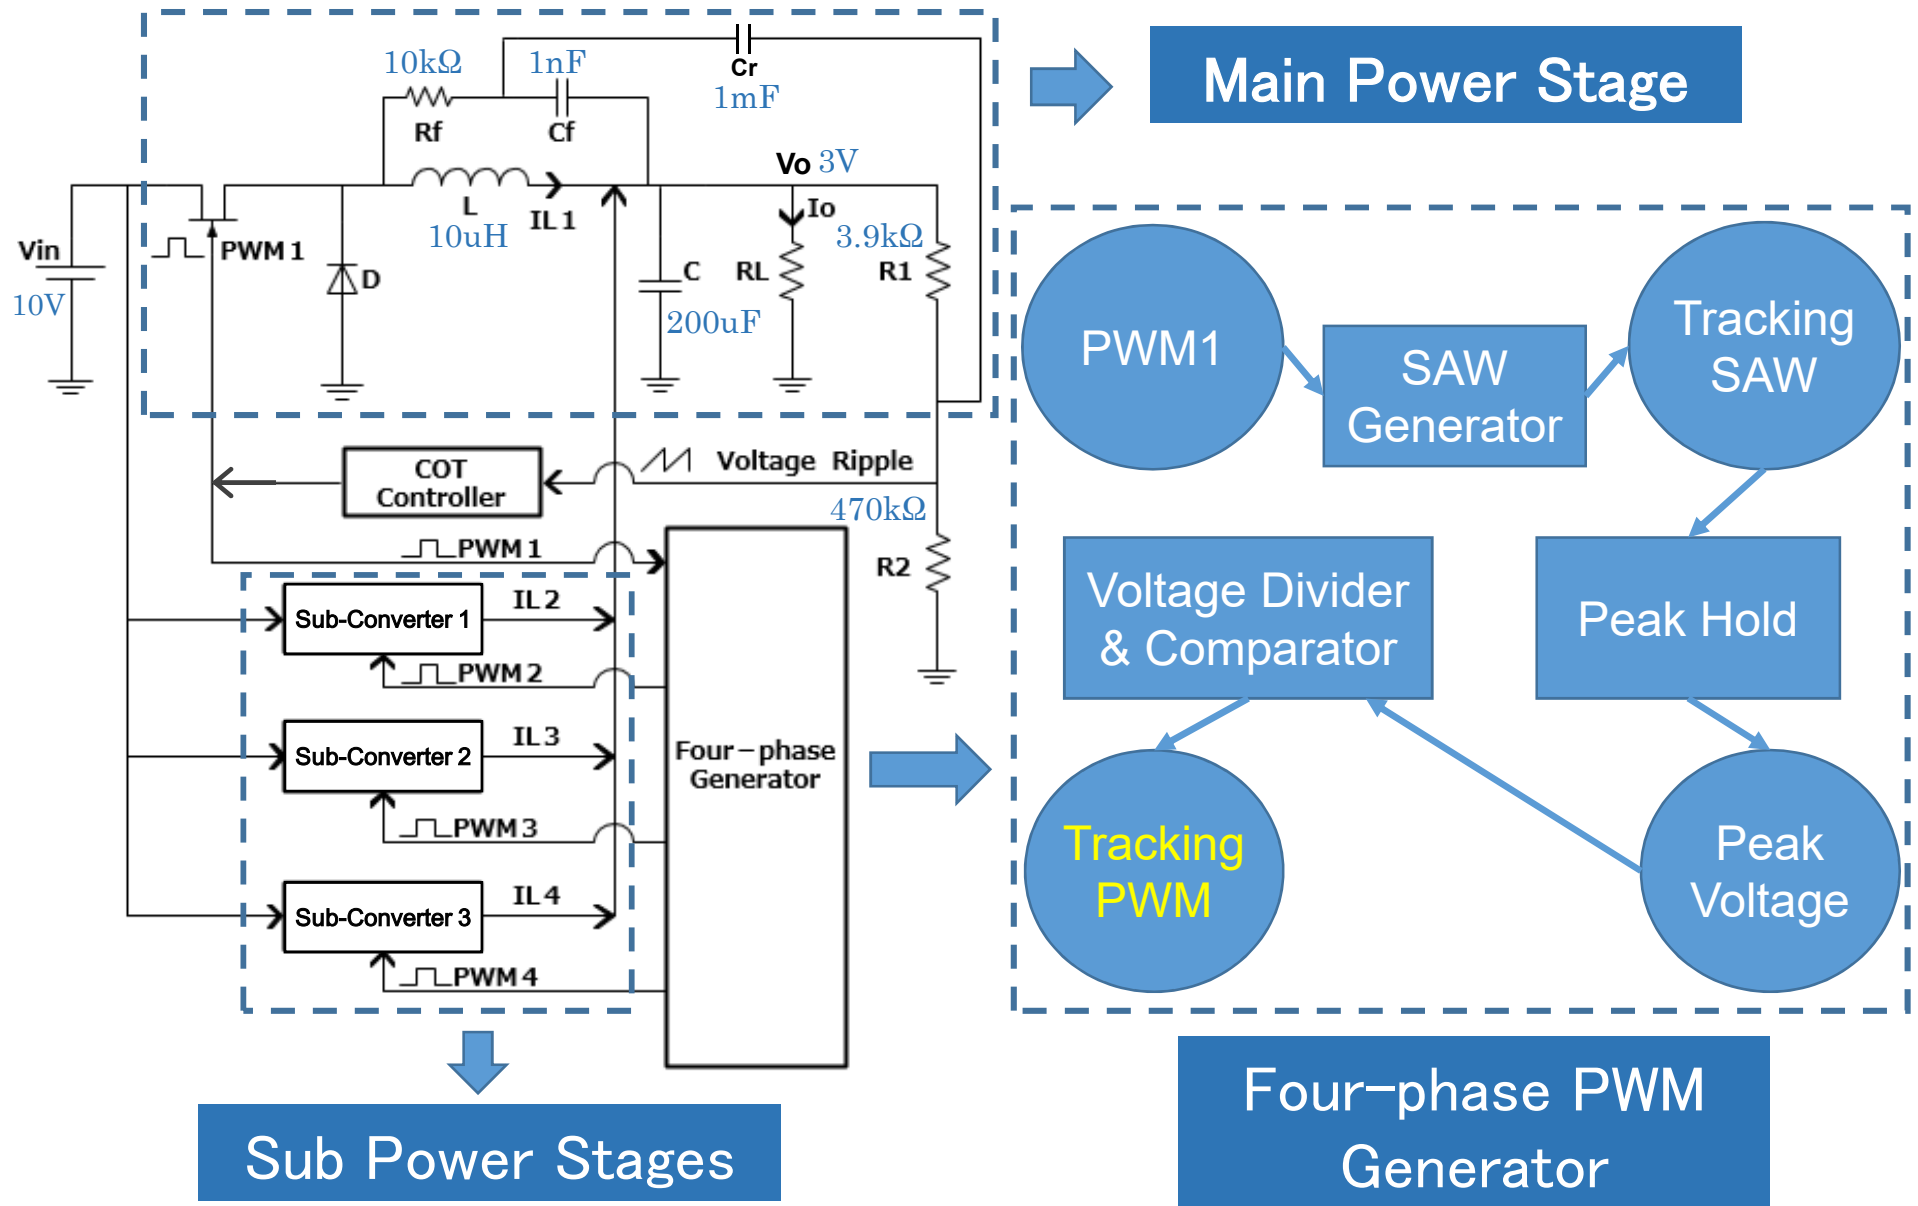 10kΩ
1nF
Cr
1mF
Rf
Cf
Main Power Stage
Vo 3V
L
IL1
10uH
Io
3.9kΩ
Vin
PWM1
10V
D
C
RL
R1
200uF
COT
Controller
Voltage Ripple
470kΩ
PWM1
R2
Sub-Converter 1
IL2
PWM2
Sub-Converter 2
IL3
PWM3
Sub-Converter 3
IL4
PWM4
Four-phase
Generator
Sub Power Stages
PWM1
SAW
Generator
Tracking
SAW
Peak Hold
Voltage Divider
& Comparator
Tracking
PWM
Peak
Voltage
Four-phase PWM
Generator